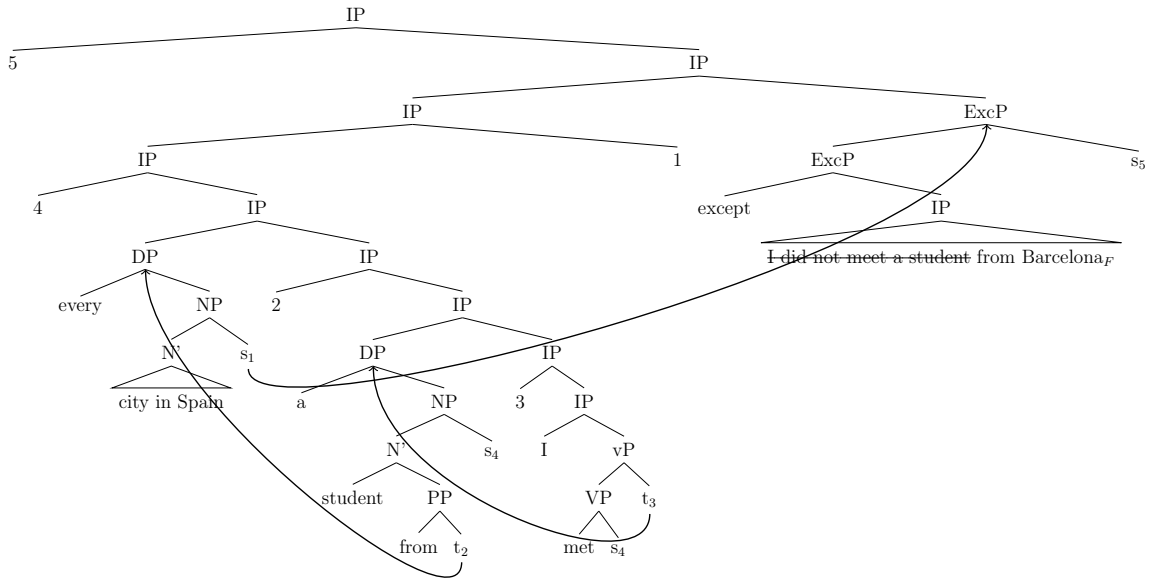 IP
5 IP
IP ExcP
IP 1 ExcP s₅
4 IP except IP
DP IP I did not meet a student from Barcelona_F
every NP 2 IP
N' s₁ DP IP
city in Spain a NP 3 IP
N' s₄ I vP
student PP VP t₃
from t₂ met s₄